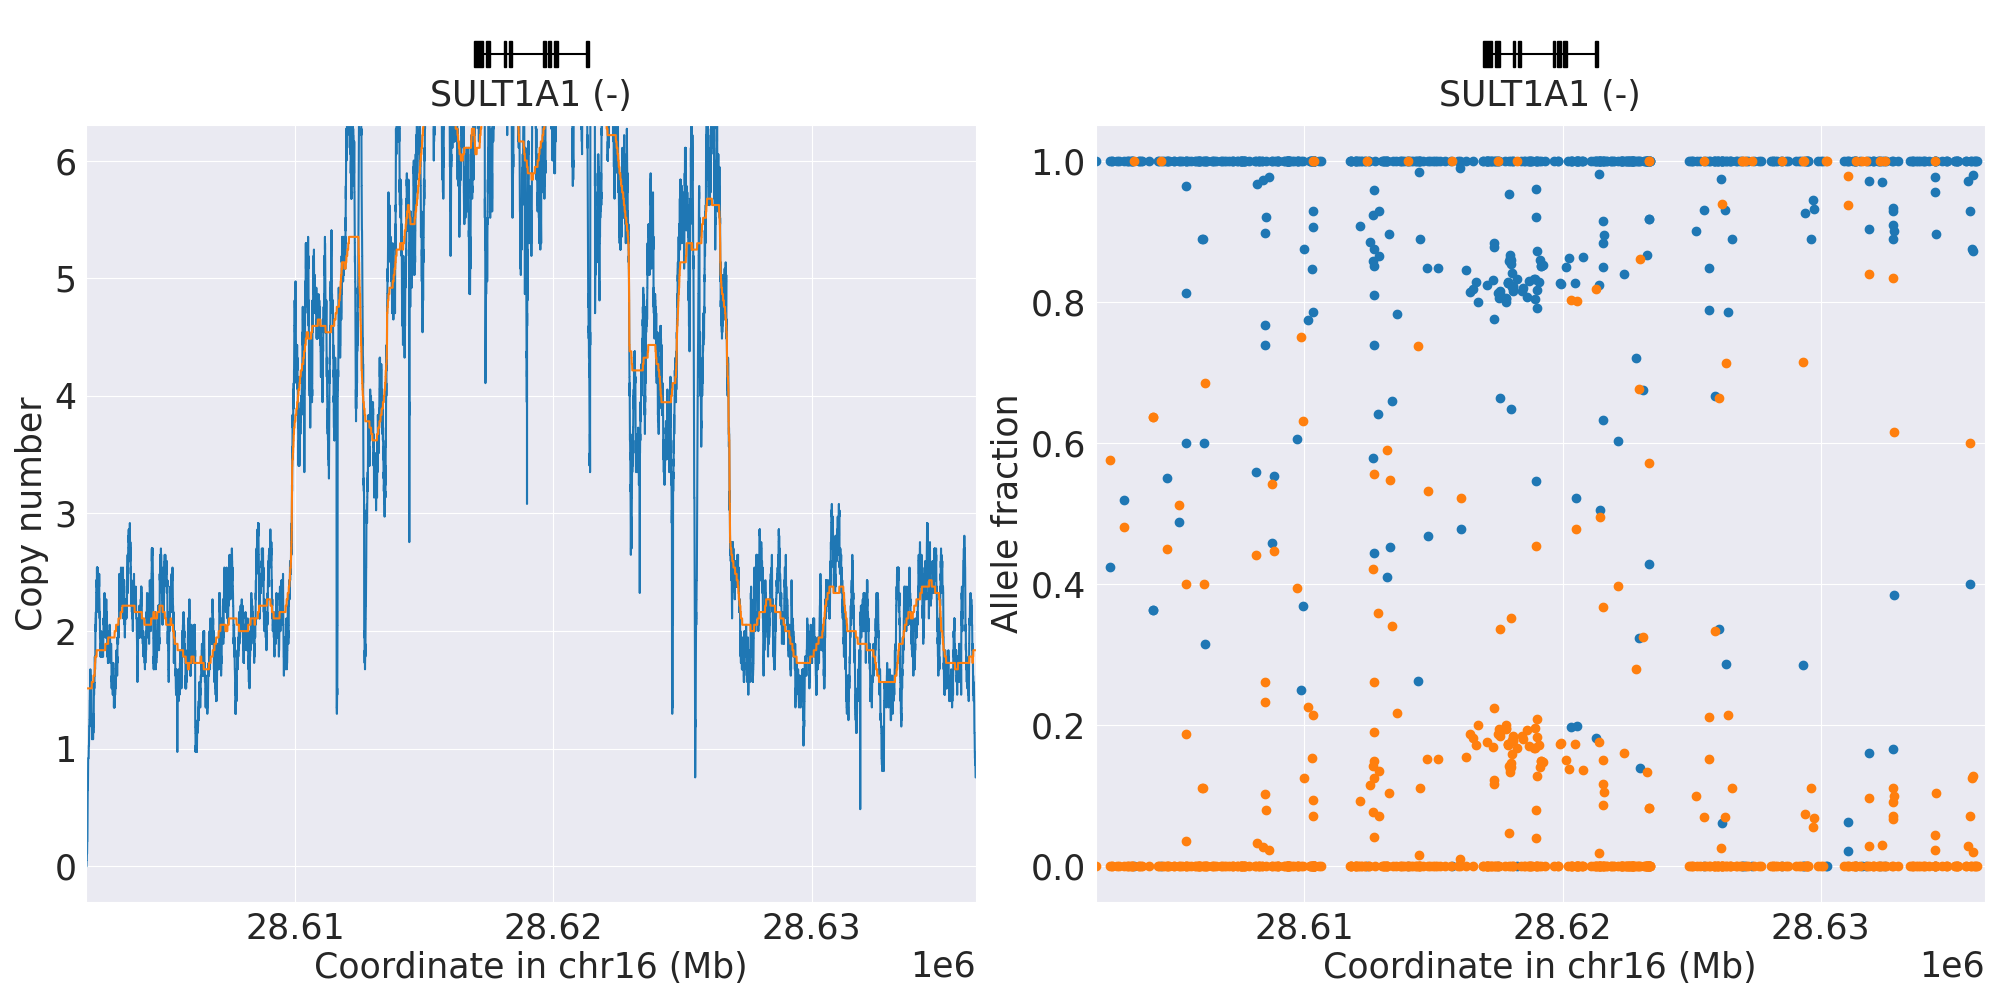 SULT1A1 (-)
SULT1A1 (-)
Copy number
6
5
4
3
2
1
0
28.61
28.62
28.63
Coordinate in chr16 (Mb)
1e6
Allele fraction
1.0
0.8
0.6
0.4
0.2
0.0
28.61
28.62
28.63
Coordinate in chr16 (Mb)
1e6